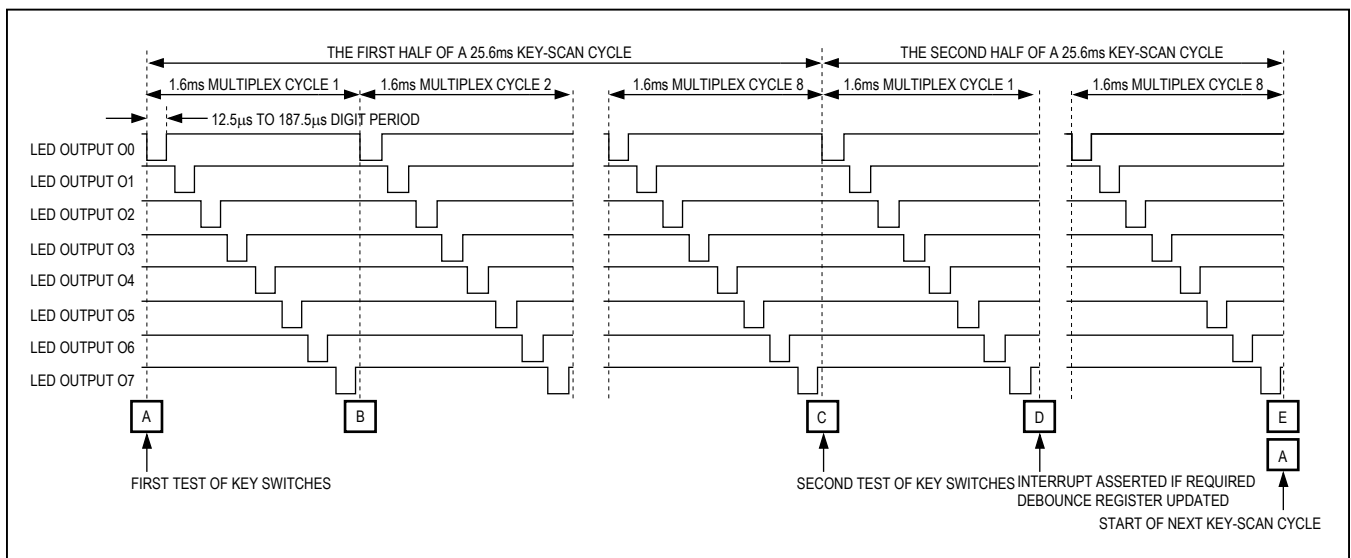 THE FIRST HALF OF A 25.6ms KEY-SCAN CYCLE
THE SECOND HALF OF A 25.6ms KEY-SCAN CYCLE
1.6ms MULTIPLEX CYCLE 1
1.6ms MULTIPLEX CYCLE 2
1.6ms MULTIPLEX CYCLE 8
1.6ms MULTIPLEX CYCLE 1
1.6ms MULTIPLEX CYCLE 8
12.5µs TO 187.5µs DIGIT PERIOD
LED OUTPUT O0
LED OUTPUT O1
LED OUTPUT O2
LED OUTPUT O3
LED OUTPUT O4
LED OUTPUT O5
LED OUTPUT O6
LED OUTPUT O7
A
B
C
D
E
A
FIRST TEST OF KEY SWITCHES
SECOND TEST OF KEY SWITCHES
INTERRUPT ASSERTED IF REQUIRED
DEBOUNCE REGISTER UPDATED
START OF NEXT KEY-SCAN CYCLE